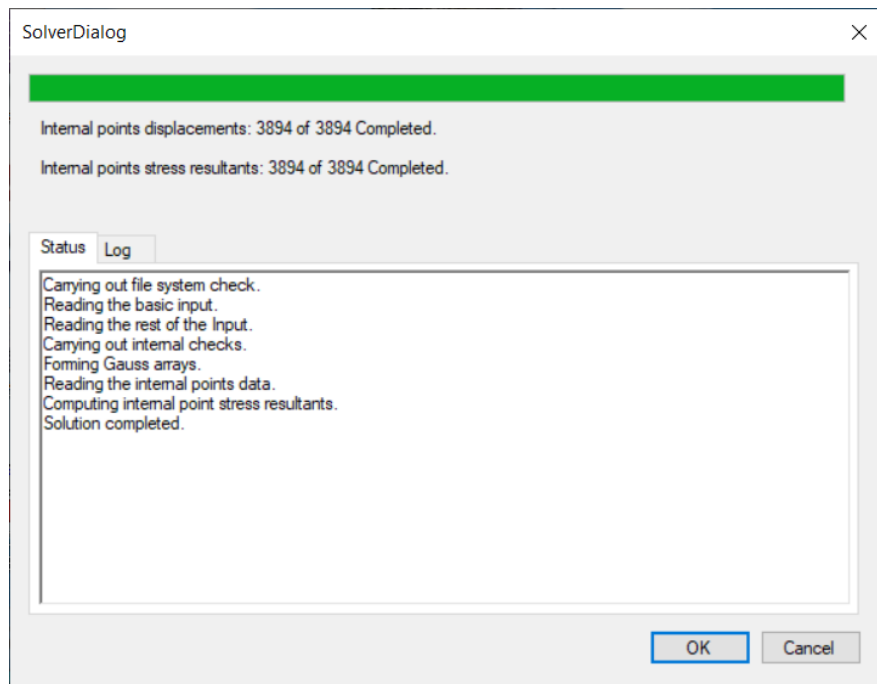 SolverDialog
Internal points displacements: 3894 of 3894 Completed.
Internal points stress resultants: 3894 of 3894 Completed.
Status
Log
Carrying out file system check.
Reading the basic input.
Reading the rest of the Input.
Carrying out internal checks.
Forming Gauss arrays.
Reading the internal points data.
Computing internal point stress resultants.
Solution completed.
OK
Cancel